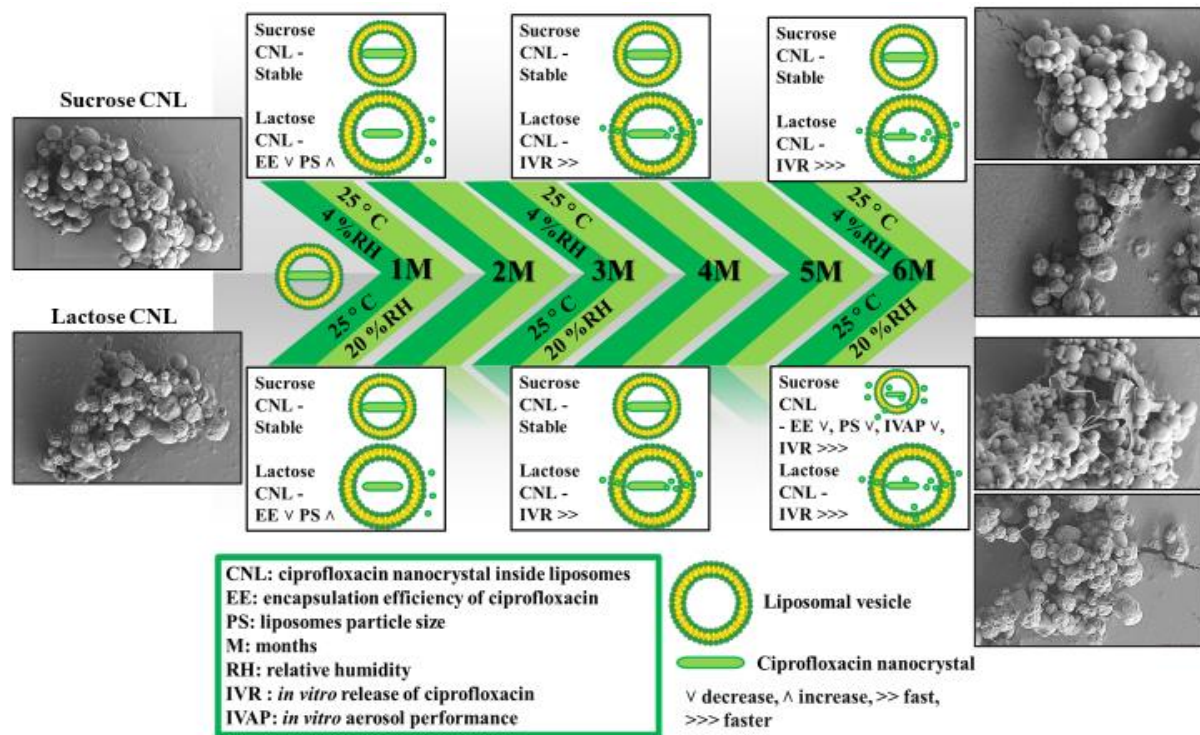 Sucrose CNL
Lactose CNL
Sucrose
CNL -
Stable
Lactose
CNL -
EE ˅ PS ˄
Sucrose
CNL -
Stable
Lactose
CNL -
IVR >>
Sucrose
CNL -
Stable
Lactose
CNL -
IVR >>>
25 ° C
4 %RH
25 ° C
4 %RH
25 ° C
4 %RH
1M
2M
3M
4M
5M
6M
25 ° C
20 %RH
25 ° C
20 %RH
25 ° C
20 %RH
Sucrose
CNL -
Stable
Lactose
CNL -
EE ˅ PS ˄
Sucrose
CNL -
Stable
Lactose
CNL -
IVR >>
Sucrose
CNL
- EE ˅, PS ˅, IVAP ˅,
IVR >>>
Lactose
CNL -
IVR >>>
CNL: ciprofloxacin nanocrystal inside liposomes
EE: encapsulation efficiency of ciprofloxacin
PS: liposomes particle size
M: months
RH: relative humidity
IVR : in vitro release of ciprofloxacin
IVAP: in vitro aerosol performance
Liposomal vesicle
Ciprofloxacin nanocrystal
˅ decrease, ˄ increase, >> fast,
>>> faster